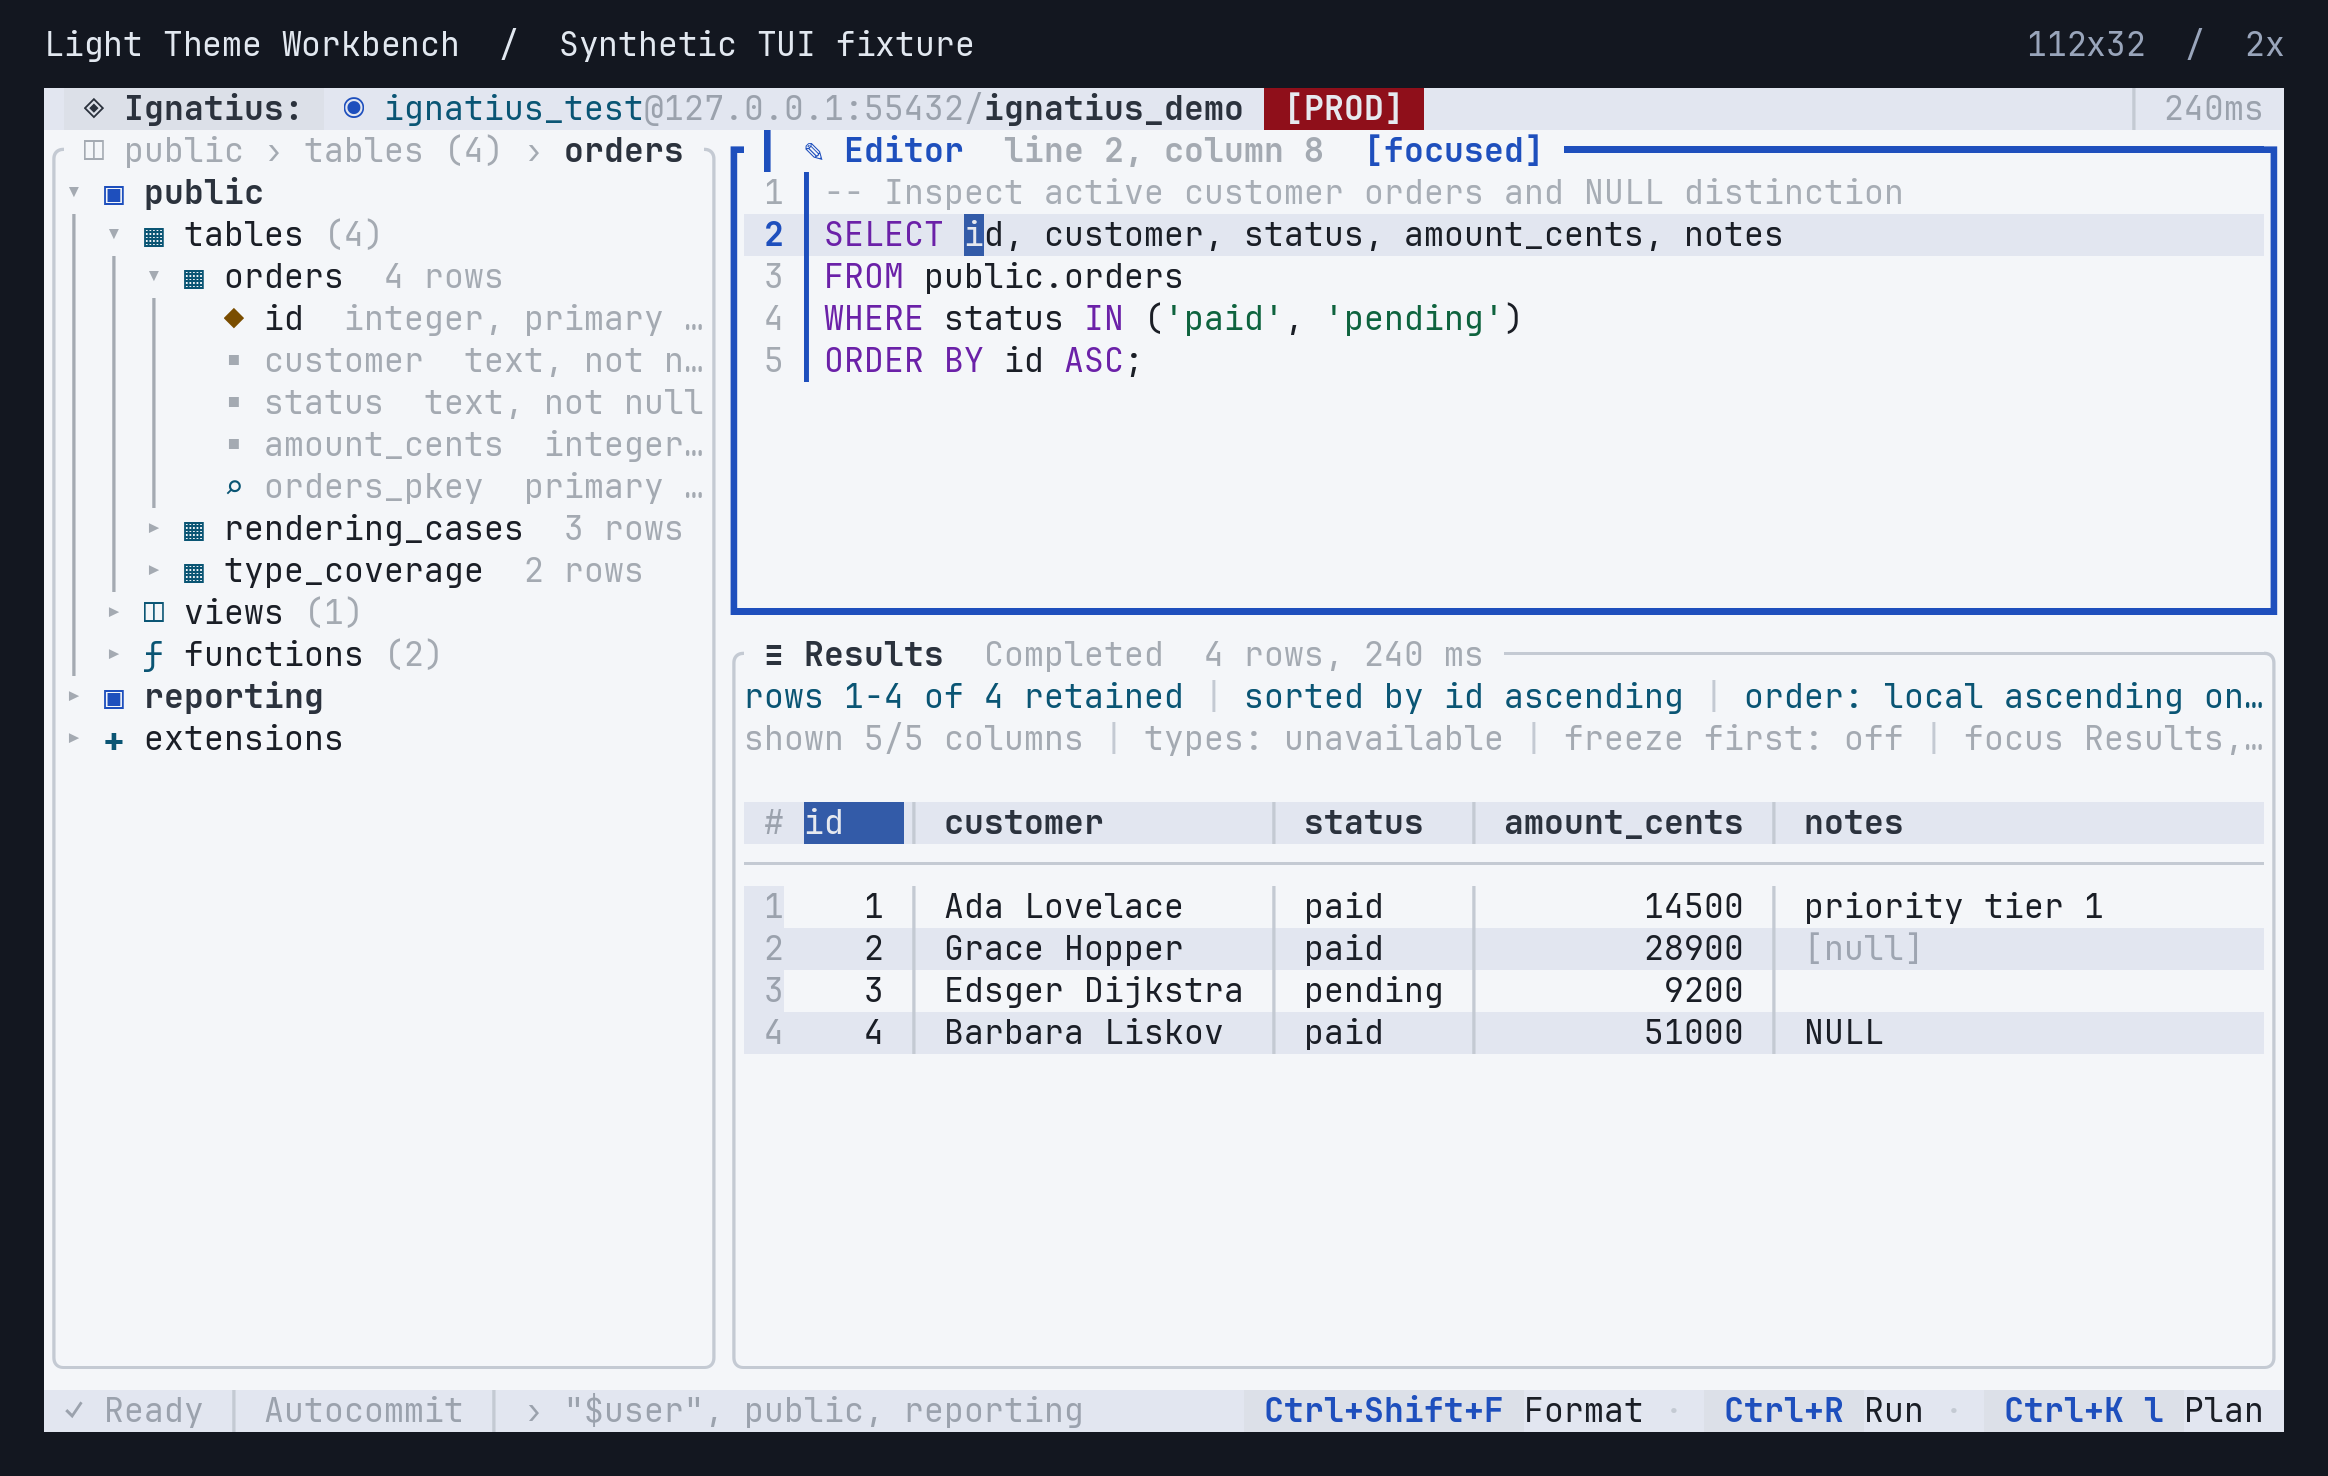 Light Theme Workbench / Synthetic TUI fixture
112x32 / 2x
◈ Ignatius: ◉ ignatius_test@127.0.0.1:55432/ignatius_demo [PROD]
240ms
public › tables (4) › orders
▾ ▣ public
▾ ▦ tables (4)
▾ ▦ orders 4 rows
◆ id integer, primary …
▪ customer text, not n…
▪ status text, not null
▪ amount_cents integer…
⌕ orders_pkey primary …
▸ ▦ rendering_cases 3 rows
▸ ▦ type_coverage 2 rows
▸ ◫ views (1)
▸ ƒ functions (2)
▸ ▣ reporting
▸ ✚ extensions
✎ Editor line 2, column 8 [focused]
1 -- Inspect active customer orders and NULL distinction
2 SELECT id, customer, status, amount_cents, notes
3 FROM public.orders
4 WHERE status IN ('paid', 'pending')
5 ORDER BY id ASC;
≡ Results Completed 4 rows, 240 ms
rows 1-4 of 4 retained │ sorted by id ascending │ order: local ascending on…
shown 5/5 columns │ types: unavailable │ freeze first: off │ focus Results,…
# id │ customer │ status │ amount_cents │ notes
1 1 │ Ada Lovelace │ paid │ 14500 │ priority tier 1
2 2 │ Grace Hopper │ paid │ 28900 │ [null]
3 3 │ Edsger Dijkstra │ pending │ 9200 │
4 4 │ Barbara Liskov │ paid │ 51000 │ NULL
✓ Ready │ Autocommit │ › "$user", public, reporting
Ctrl+Shift+F Format · Ctrl+R Run · Ctrl+K l Plan